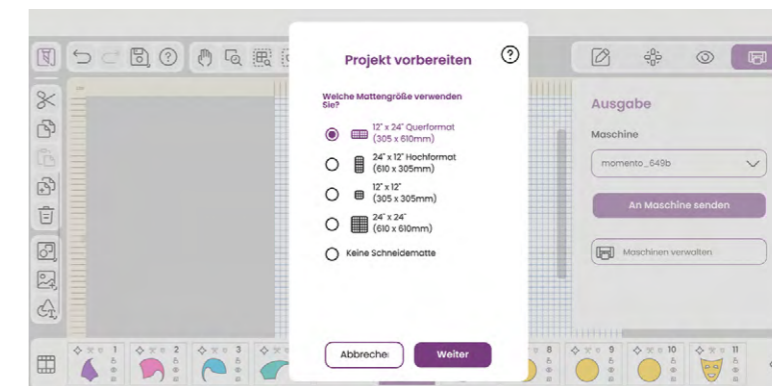 Projekt vorbereiten
Welche Mattengröße verwenden
Sie?
12" x 24" Querformat
(305 x 610mm)
24" x 12" Hochformat
(610 x 305mm)
12" x 12"
(305 x 305mm)
24" x 24"
(610 x 610mm)
Keine Schneidematte
Abbreche
Weiter
Ausgabe
Maschine
momento_649b
An Maschine senden
Maschinen verwalten
1
2
3
8
9
10
11